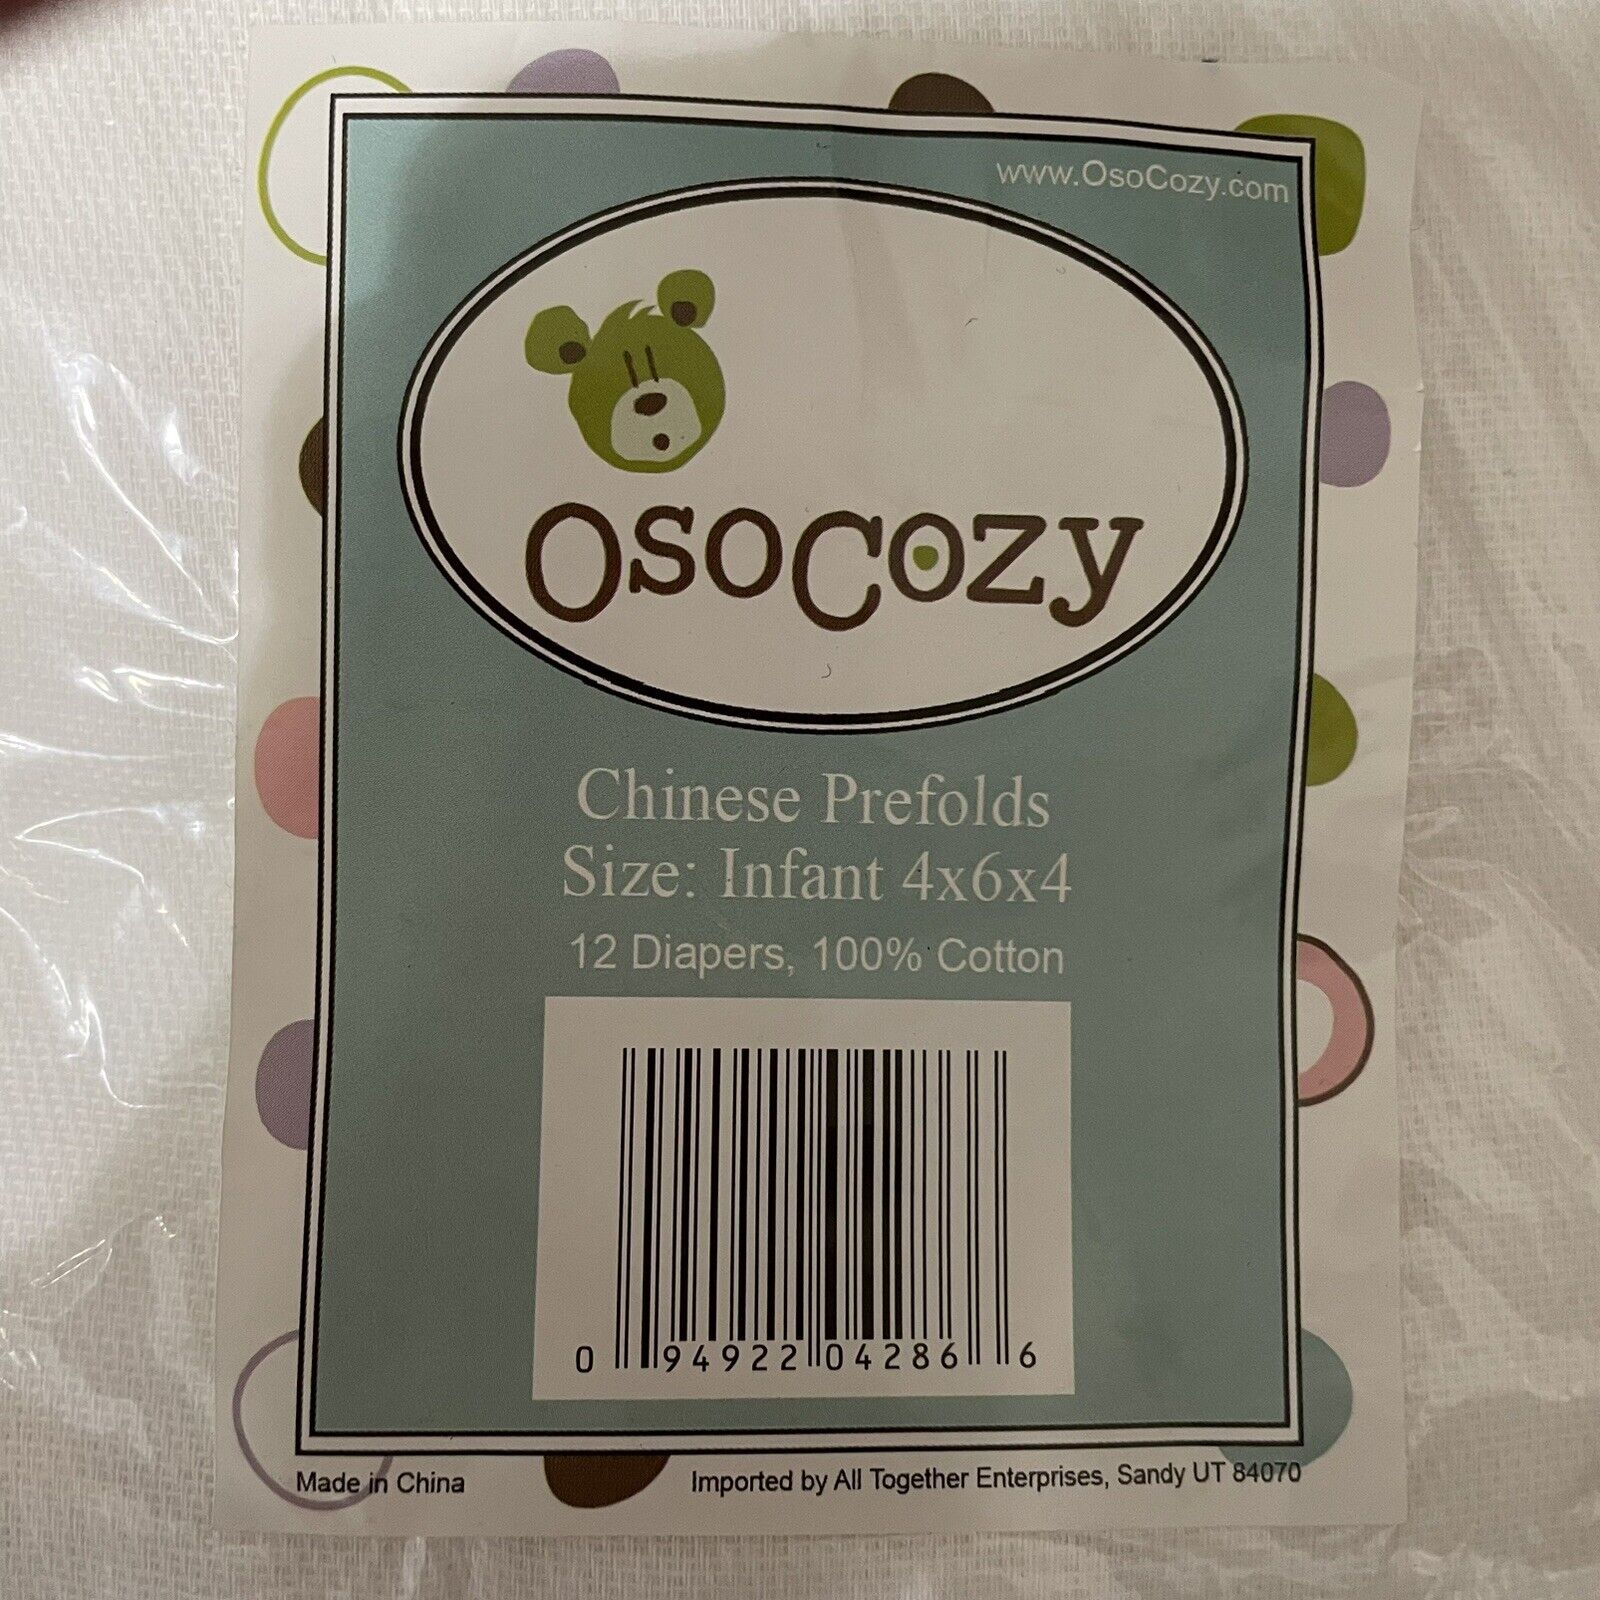 www.OsoCozy.com
OsoCozy
Chinese Prefolds
Size: Infant 4x6x4
12 Diapers, 100% Cotton
0 94922 04286 6
Made in China
Imported by All Together Enterprises, Sandy UT 84070